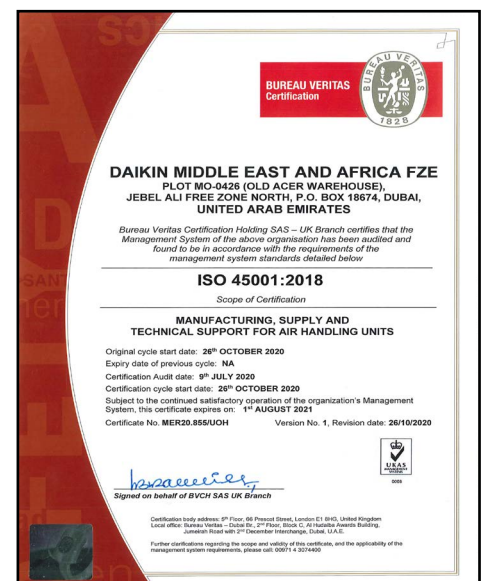 BUREAU VERITAS
Certification
BUREAU VERITAS
1828
DAIKIN MIDDLE EAST AND AFRICA FZE
PLOT MO-0426 (OLD ACER WAREHOUSE),
JEBEL ALI FREE ZONE NORTH, P.O. BOX 18674, DUBAI,
UNITED ARAB EMIRATES
Bureau Veritas Certification Holding SAS – UK Branch certifies that the
Management System of the above organisation has been audited and
found to be in accordance with the requirements of the
management system standards detailed below
ISO 45001:2018
Scope of Certification
MANUFACTURING, SUPPLY AND
TECHNICAL SUPPORT FOR AIR HANDLING UNITS
Original cycle start date: 26th OCTOBER 2020
Expiry date of previous cycle: NA
Certification Audit date: 9th JULY 2020
Certification cycle start date: 26th OCTOBER 2020
Subject to the continued satisfactory operation of the organization's Management
System, this certificate expires on: 1st AUGUST 2021
Certificate No. MER20.855/UOH Version No. 1, Revision date: 26/10/2020
UKAS
MANAGEMENT
SYSTEMS
0008
Signed on behalf of BVCH SAS UK Branch
Certification body address: 5th Floor, 66 Prescot Street, London E1 8HG, United Kingdom
Local office: Bureau Veritas – Dubai Br., 2nd Floor, Block C, Al Hudaiba Awards Building,
Jumeirah Road with 2nd December Interchange, Dubai, U.A.E.
Further clarifications regarding the scope and validity of this certificate, and the applicability of the
management system requirements, please call: 00971 4 3074400